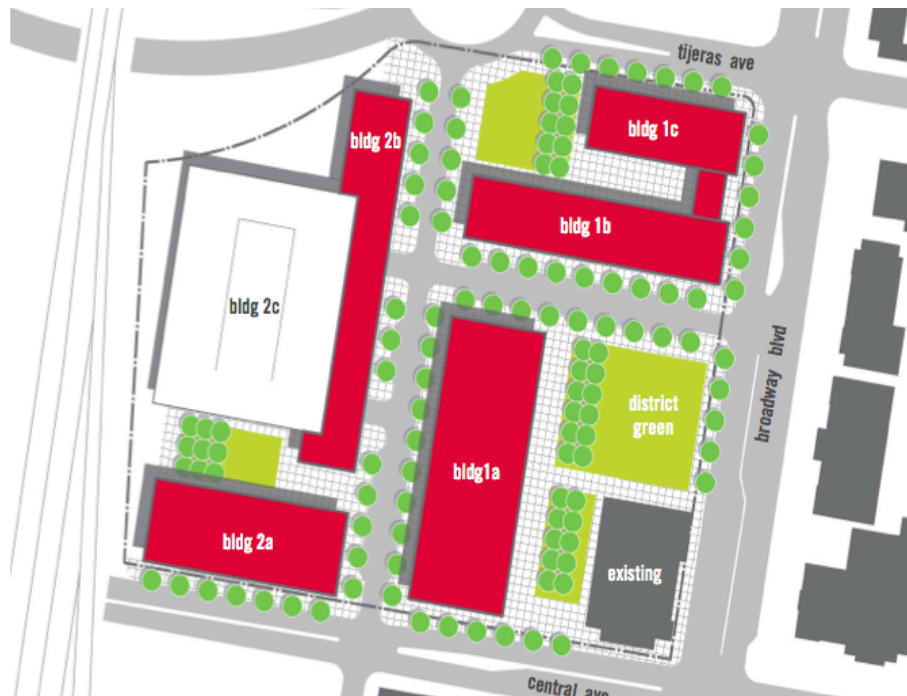 tijeras ave
bldg 1c
bldg 2b
bldg 1b
bldg 2c
broadway blvd
district
green
bldg1a
bldg 2a
existing
central ave